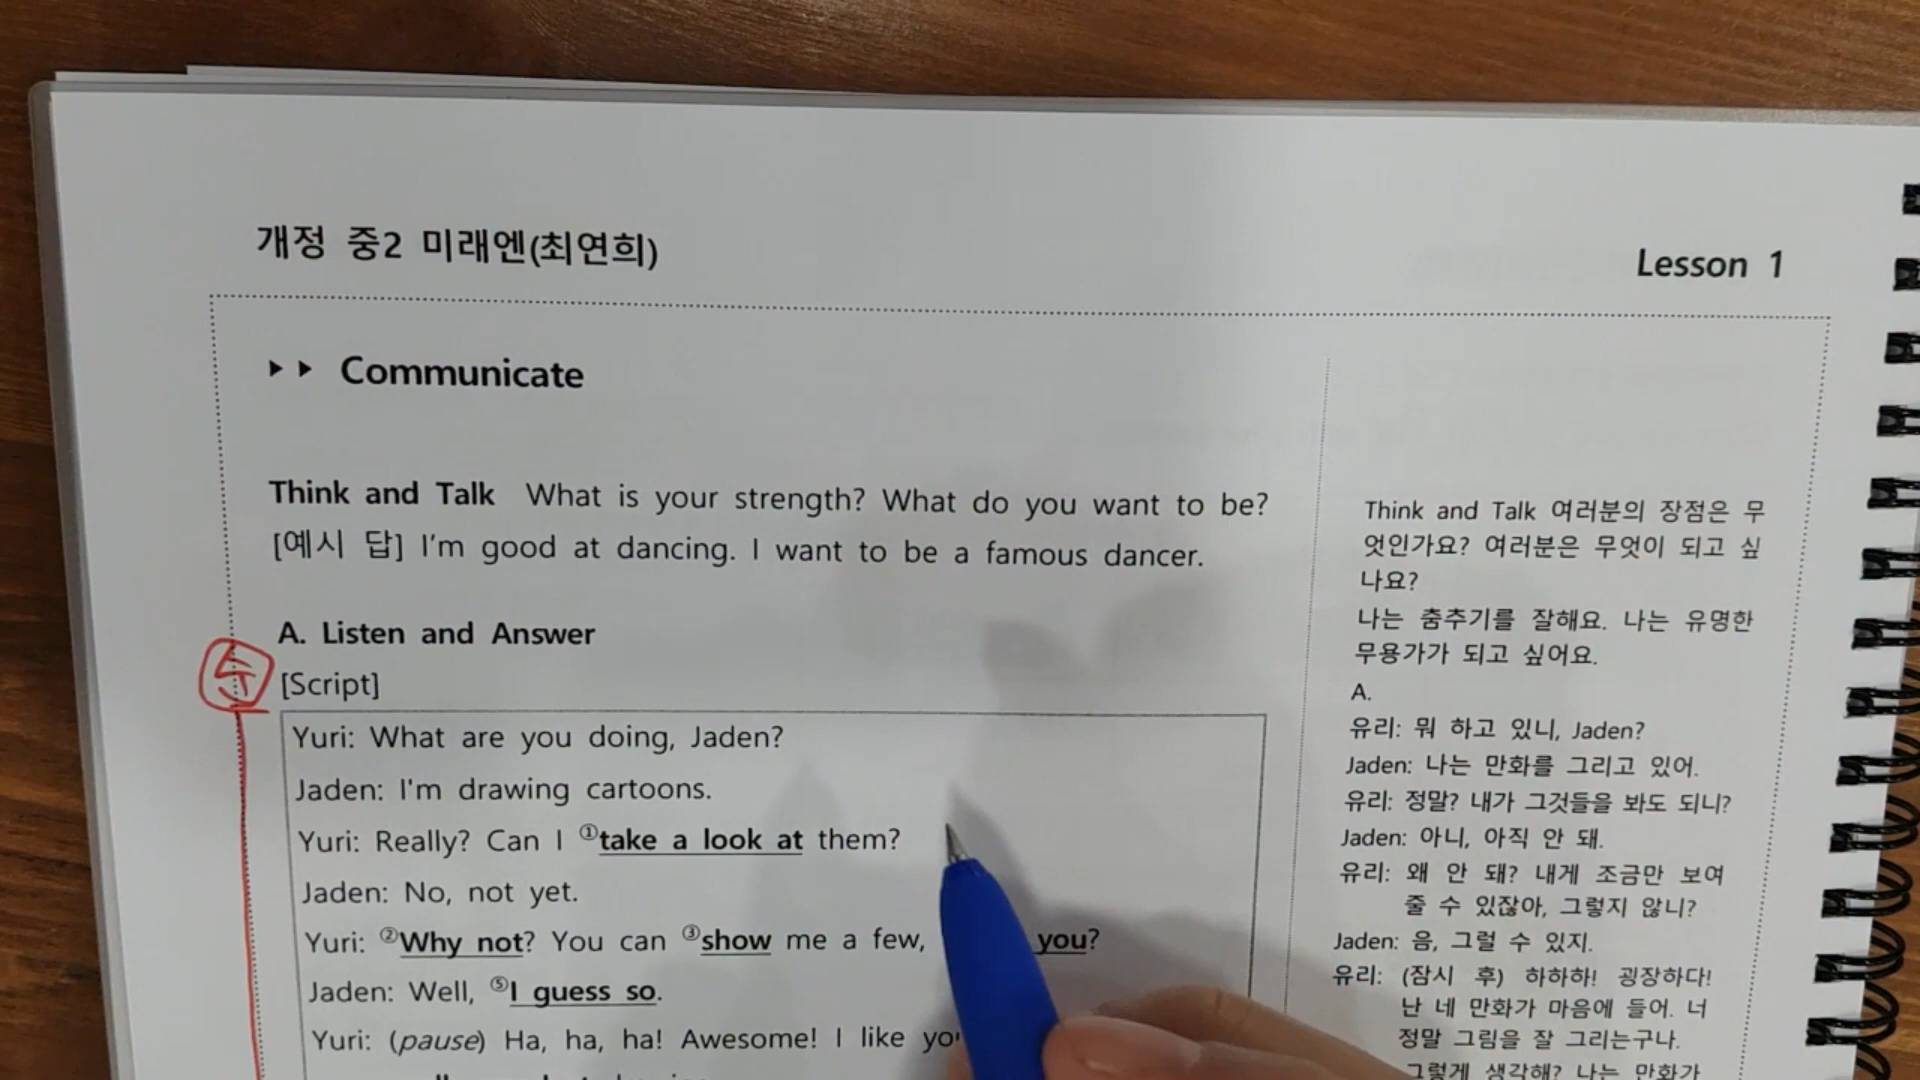 개정 중2 미래엔(최연희)
Lesson 1
Communicate
Think and Talk What is your strength? What do you want to be?
[예시 답] I'm good at dancing. I want to be a famous dancer.
A. Listen and Answer
[Script]
Yuri: What are you doing, Jaden?
Jaden: I'm drawing cartoons.
Yuri: Really? Can I ①take a look at them?
Jaden: No, not yet.
Yuri: ②Why not? You can ③show me a few, you?
Jaden: Well, ⑤I guess so.
Yuri: (pause) Ha, ha, ha! Awesome! I like
Think and Talk 여러분의 장점은 무
엇인가요? 여러분은 무엇이 되고 싶
나요?
나는 춤추기를 잘해요. 나는 유명한
무용가가 되고 싶어요.
A.
유리: 뭐 하고 있니, Jaden?
Jaden: 나는 만화를 그리고 있어.
유리: 정말? 내가 그것들을 봐도 되니?
Jaden: 아니, 아직 안 돼.
유리: 왜 안 돼? 내게 조금만 보여
줄 수 있잖아, 그렇지 않니?
Jaden: 음, 그럴 수 있지.
유리: (잠시 후) 하하하! 굉장하다!
난 네 만화가 마음에 들어. 너
정말 그림을 잘 그리는구나.
그렇게 생각해? 나는 만화가